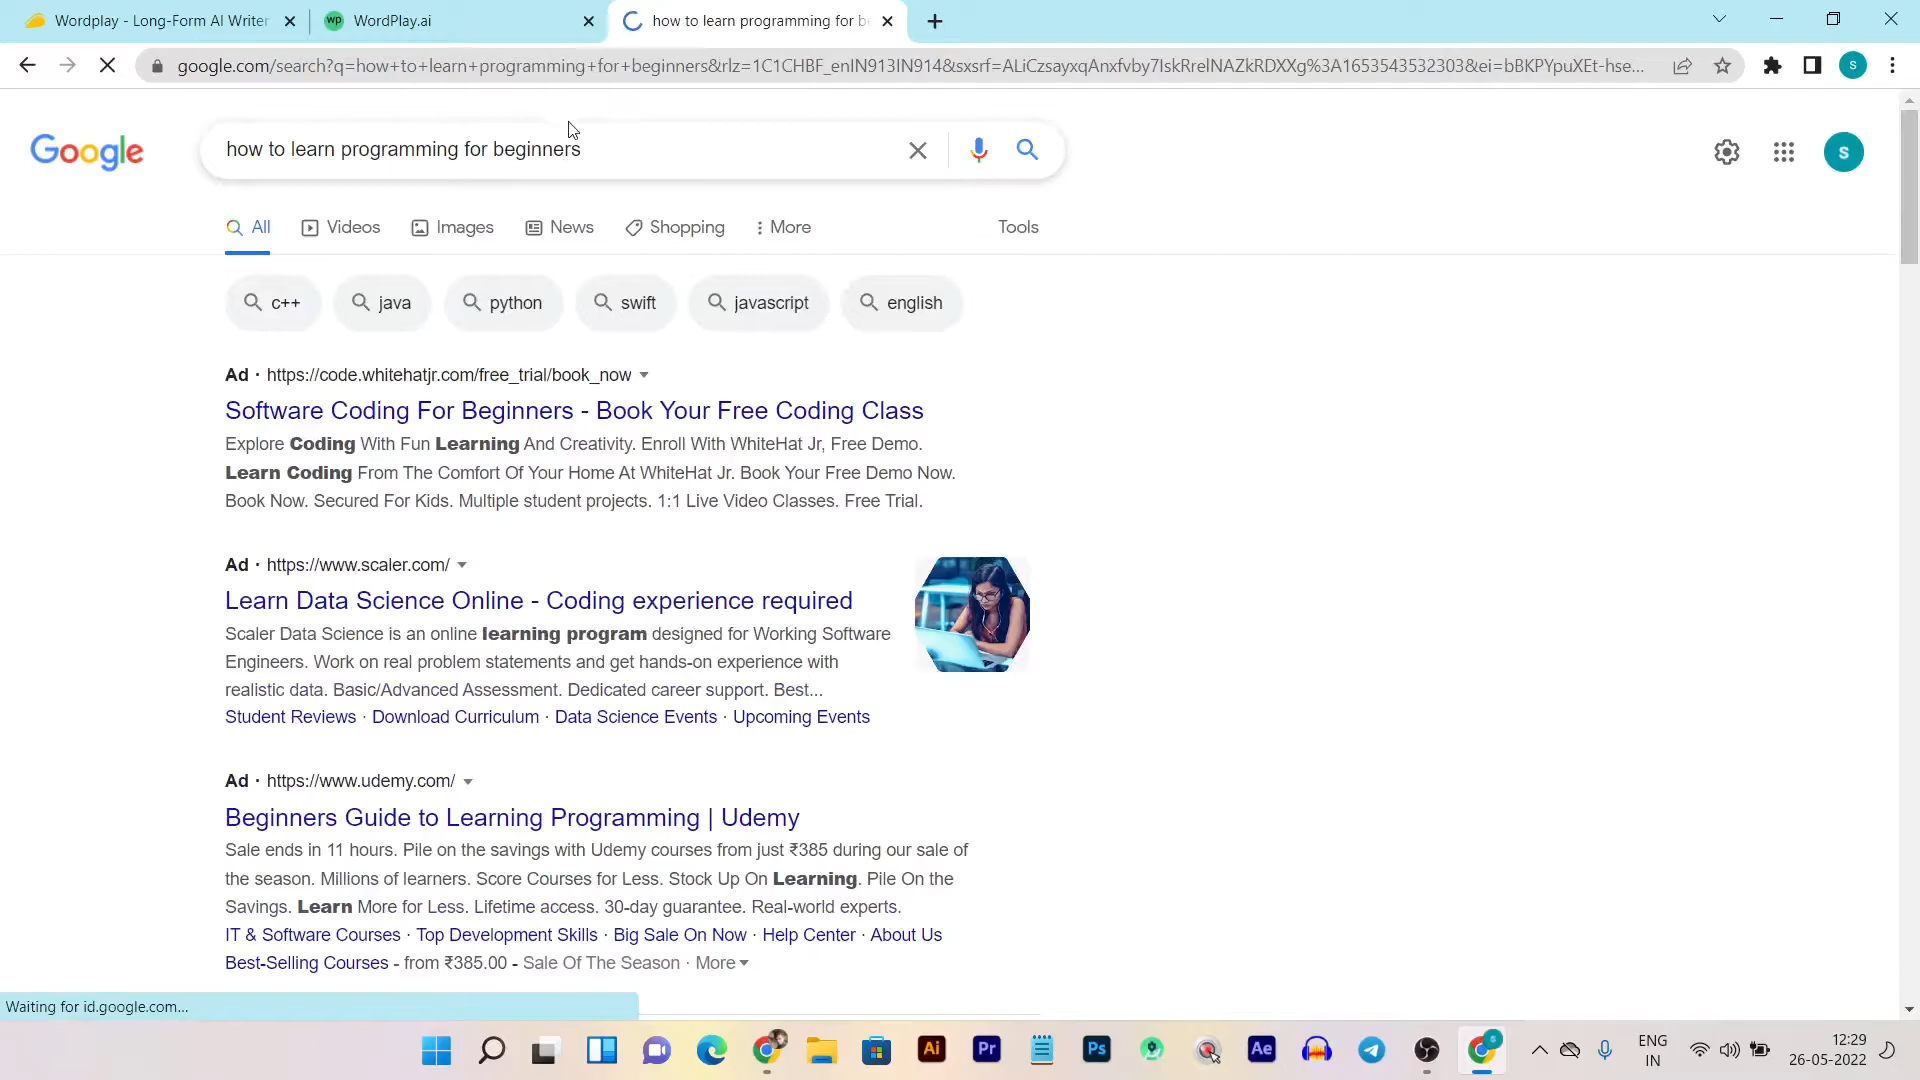 Wordplay - Long-Form AI Writer
WordPlay.ai
how to learn programming for be
google.com/search?q=how+to+learn+programming+for+beginners&rlz=1C1CHBF_enIN913IN914&sxsrf=ALiCzsayxqAnxfvby7IskRrelNAZkRDXXg%3A1653543532303&ei=bBKPYpuXEt-hse...
S
Google
how to learn programming for beginners
S
All
Videos
Images
News
Shopping
More
Tools
c++
java
python
swift
javascript
english
Ad · https://code.whitehatjr.com/free_trial/book_now
Software Coding For Beginners - Book Your Free Coding Class
Explore Coding With Fun Learning And Creativity. Enroll With WhiteHat Jr, Free Demo.
Learn Coding From The Comfort Of Your Home At WhiteHat Jr. Book Your Free Demo Now.
Book Now. Secured For Kids. Multiple student projects. 1:1 Live Video Classes. Free Trial.
Ad · https://www.scaler.com/
Learn Data Science Online - Coding experience required
Scaler Data Science is an online learning program designed for Working Software
Engineers. Work on real problem statements and get hands-on experience with
realistic data. Basic/Advanced Assessment. Dedicated career support. Best...
Student Reviews · Download Curriculum · Data Science Events · Upcoming Events
Ad · https://www.udemy.com/
Beginners Guide to Learning Programming | Udemy
Sale ends in 11 hours. Pile on the savings with Udemy courses from just ₹385 during our sale of
the season. Millions of learners. Score Courses for Less. Stock Up On Learning. Pile On the
Savings. Learn More for Less. Lifetime access. 30-day guarantee. Real-world experts.
IT & Software Courses · Top Development Skills · Big Sale On Now · Help Center · About Us
Best-Selling Courses - from ₹385.00 - Sale Of The Season · More
Waiting for id.google.com...
Ai
Pr
Ps
Ae
S
ENG
IN
12:29
26-05-2022